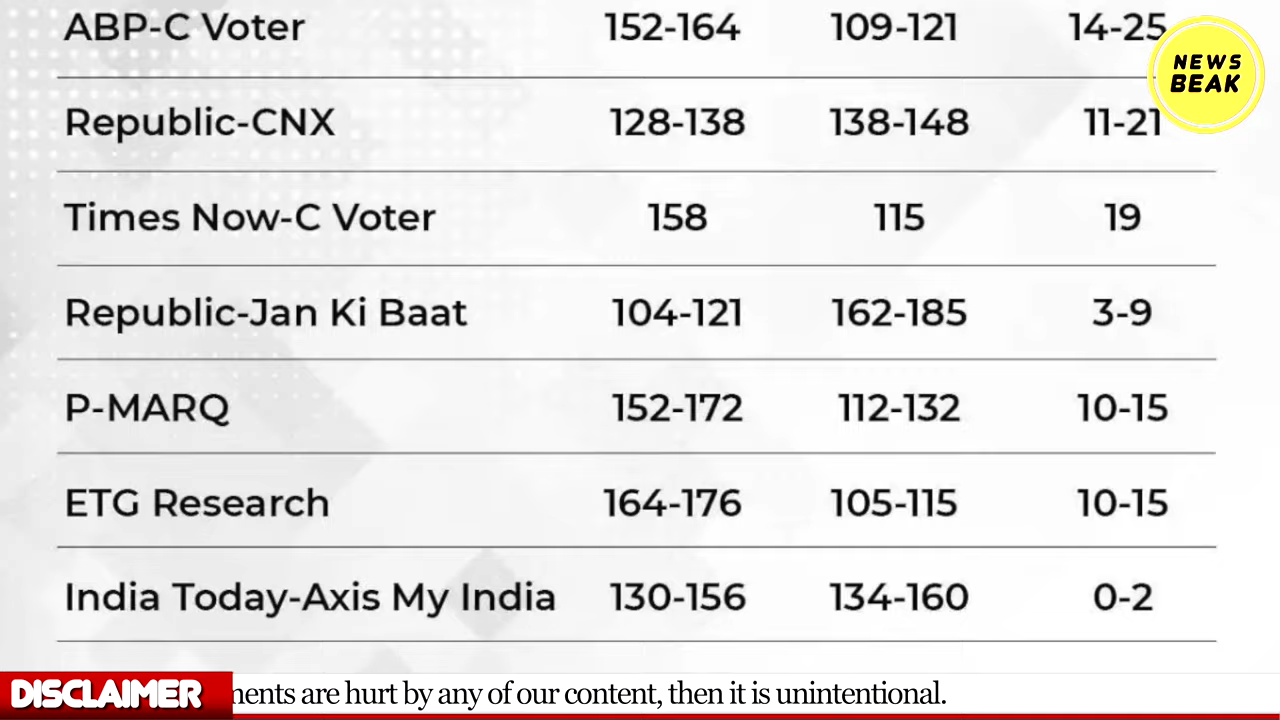 ABP-C Voter 152-164 109-121 14-25
NEWS
BEAK
Republic-CNX 128-138 138-148 11-21
Times Now-C Voter 158 115 19
Republic-Jan Ki Baat 104-121 162-185 3-9
P-MARQ 152-172 112-132 10-15
ETG Research 164-176 105-115 10-15
India Today-Axis My India 130-156 134-160 0-2
DISCLAIMER are hurt by any of our content, then it is unintentional.